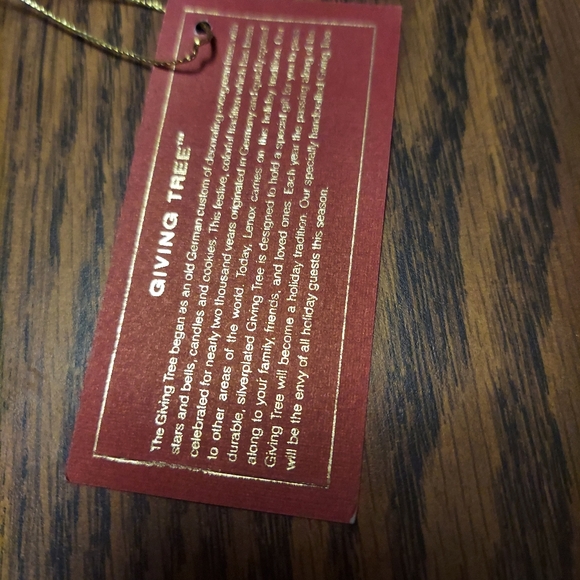 GIVING TREE™
The Giving Tree began as an old German custom of decorating evergreen trees with
stars and bells, candles and cookies. This festive, colorful tradition which has been
celebrated for nearly two thousand years originated in Germany and quickly spread
to other areas of the world. Today, Lenox carries on this holiday tradition. Our
durable, silverplated Giving Tree is designed to hold a special gift for you to pass
along to your family, friends, and loved ones. Each year the passing along of the
Giving Tree will become a holiday tradition. Our specially handcrafted Giving Tree
will be the envy of all holiday guests this season.